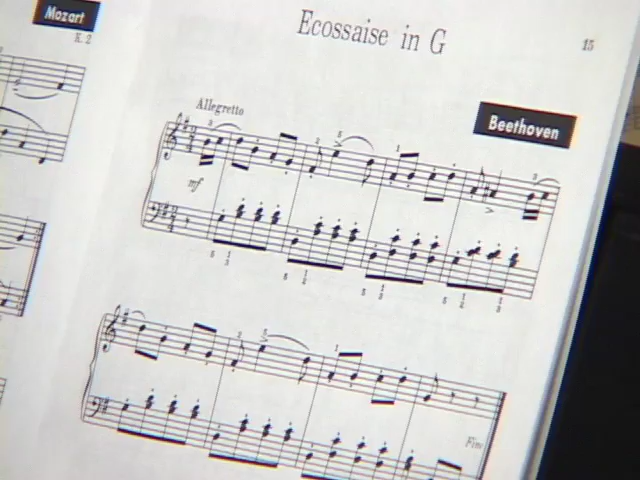 Mozart
K. 2
Ecossaise in G
15
Beethoven
Allegretto
mf
Fine